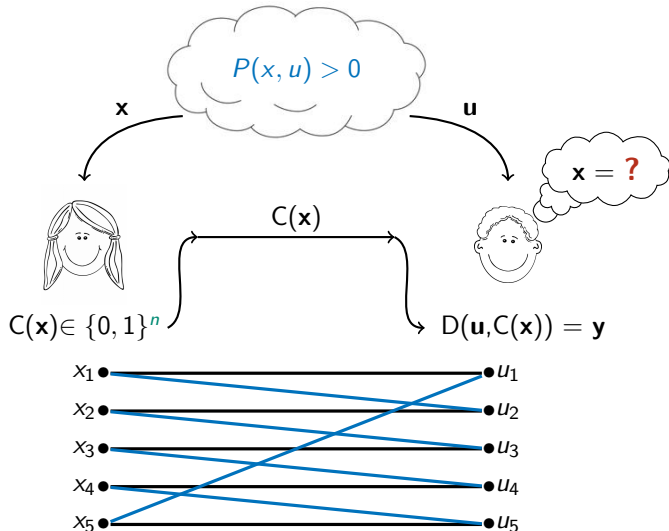 P(x, u) > 0
x
u
x = ?
C(x)
C(x)∈ {0, 1}ⁿ
D(u,C(x)) = y
x₁ u₁
x₂ u₂
x₃ u₃
x₄ u₄
x₅ u₅